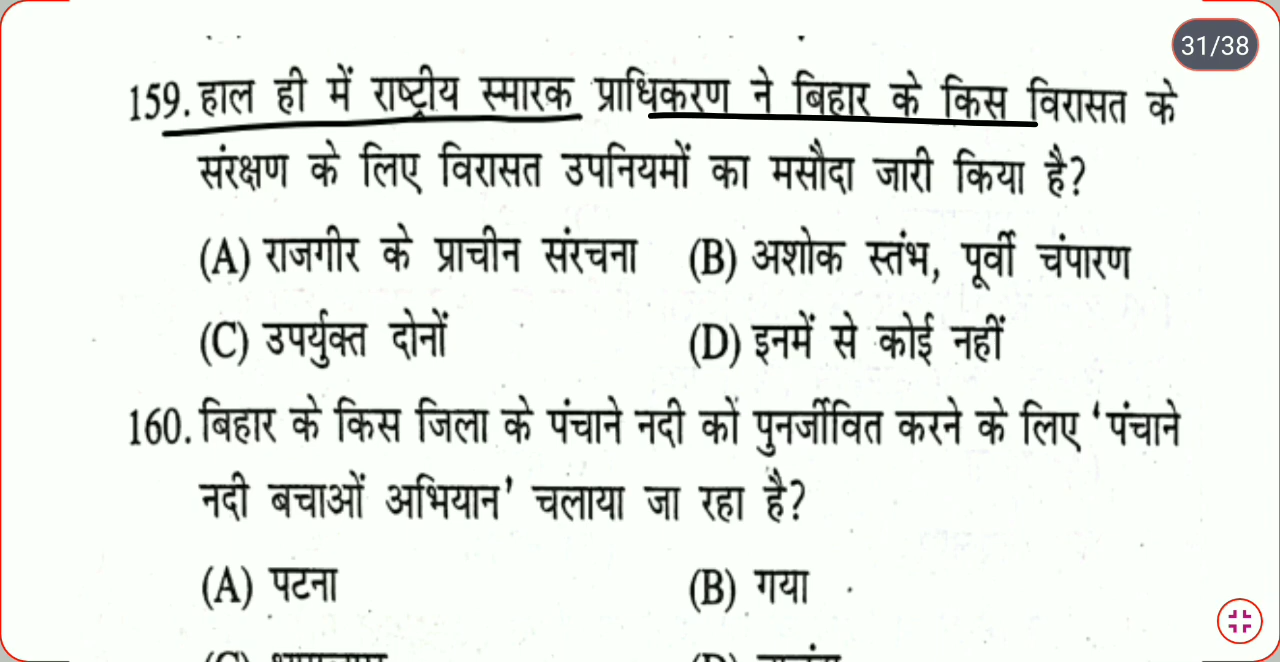 31/38
159. हाल ही में राष्ट्रीय स्मारक प्राधिकरण ने बिहार के किस विरासत के
संरक्षण के लिए विरासत उपनियमों का मसौदा जारी किया है?
(A) राजगीर के प्राचीन संरचना (B) अशोक स्तंभ, पूर्वी चंपारण
(C) उपर्युक्त दोनों (D) इनमें से कोई नहीं
160. बिहार के किस जिला के पंचाने नदी कों पुनर्जीवित करने के लिए ‘पंचाने
नदी बचाओं अभियान’ चलाया जा रहा है?
(A) पटना (B) गया
(C) (D)